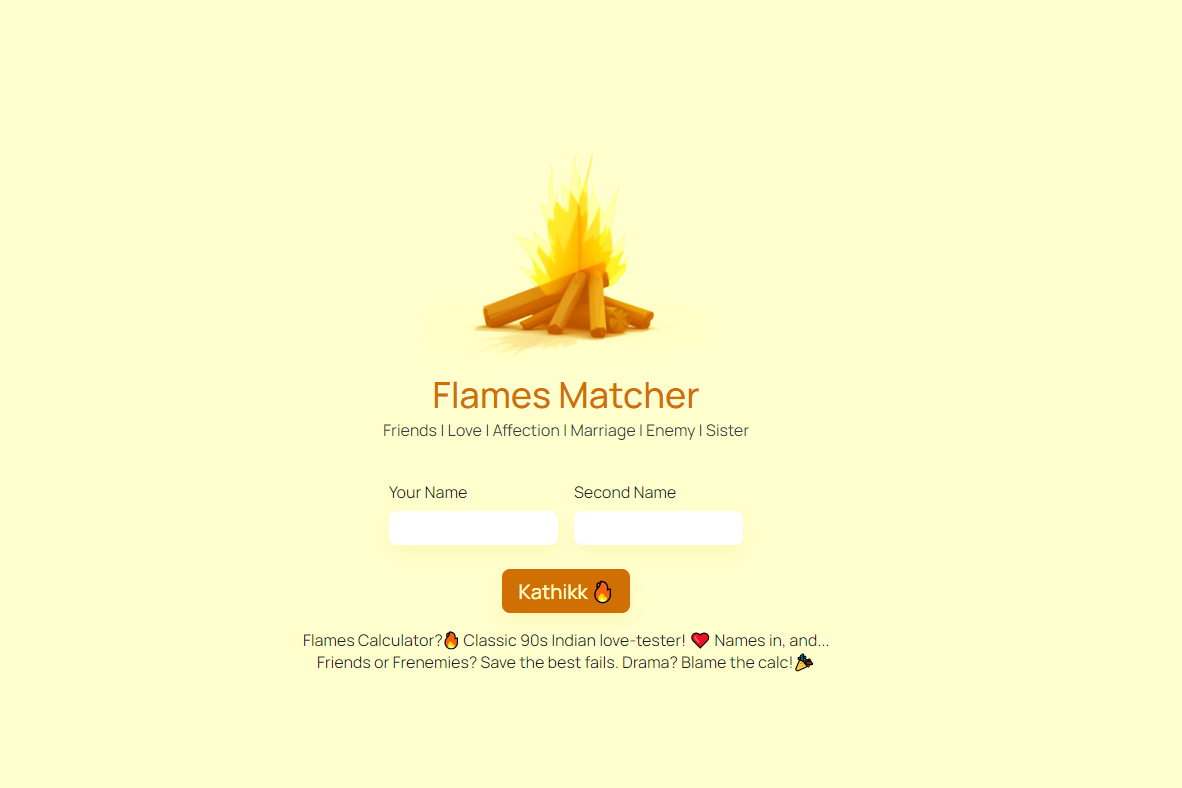 Flames Matcher
Friends | Love | Affection | Marriage | Enemy | Sister
Your Name
Second Name
Kathikk 🔥
Flames Calculator?🔥 Classic 90s Indian love-tester! ❤️ Names in, and...
Friends or Frenemies? Save the best fails. Drama? Blame the calc!🎉